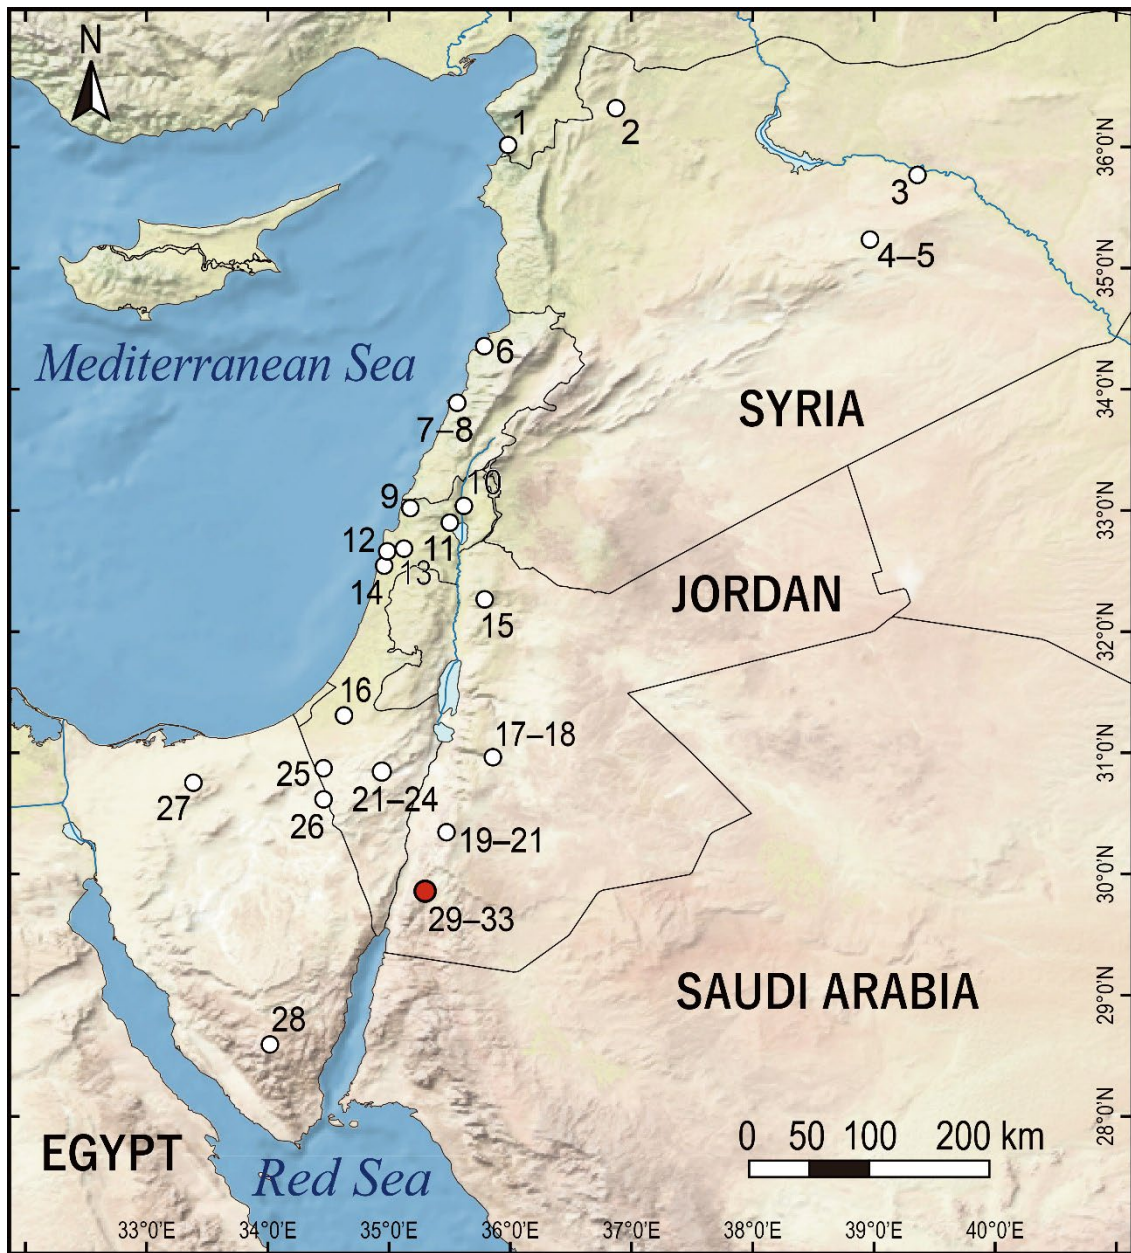 N
1
2
3
4–5
6
Mediterranean Sea
SYRIA
7–8
9
10
11
12
13
14
JORDAN
15
16
17–18
25
21–24
27
26
19–21
29–33
SAUDI ARABIA
28
EGYPT
Red Sea
0 50 100 200 km
36°0'N
35°0'N
34°0'N
33°0'N
32°0'N
31°0'N
30°0'N
29°0'N
28°0'N
33°0'E 34°0'E 35°0'E 36°0'E 37°0'E 38°0'E 39°0'E 40°0'E